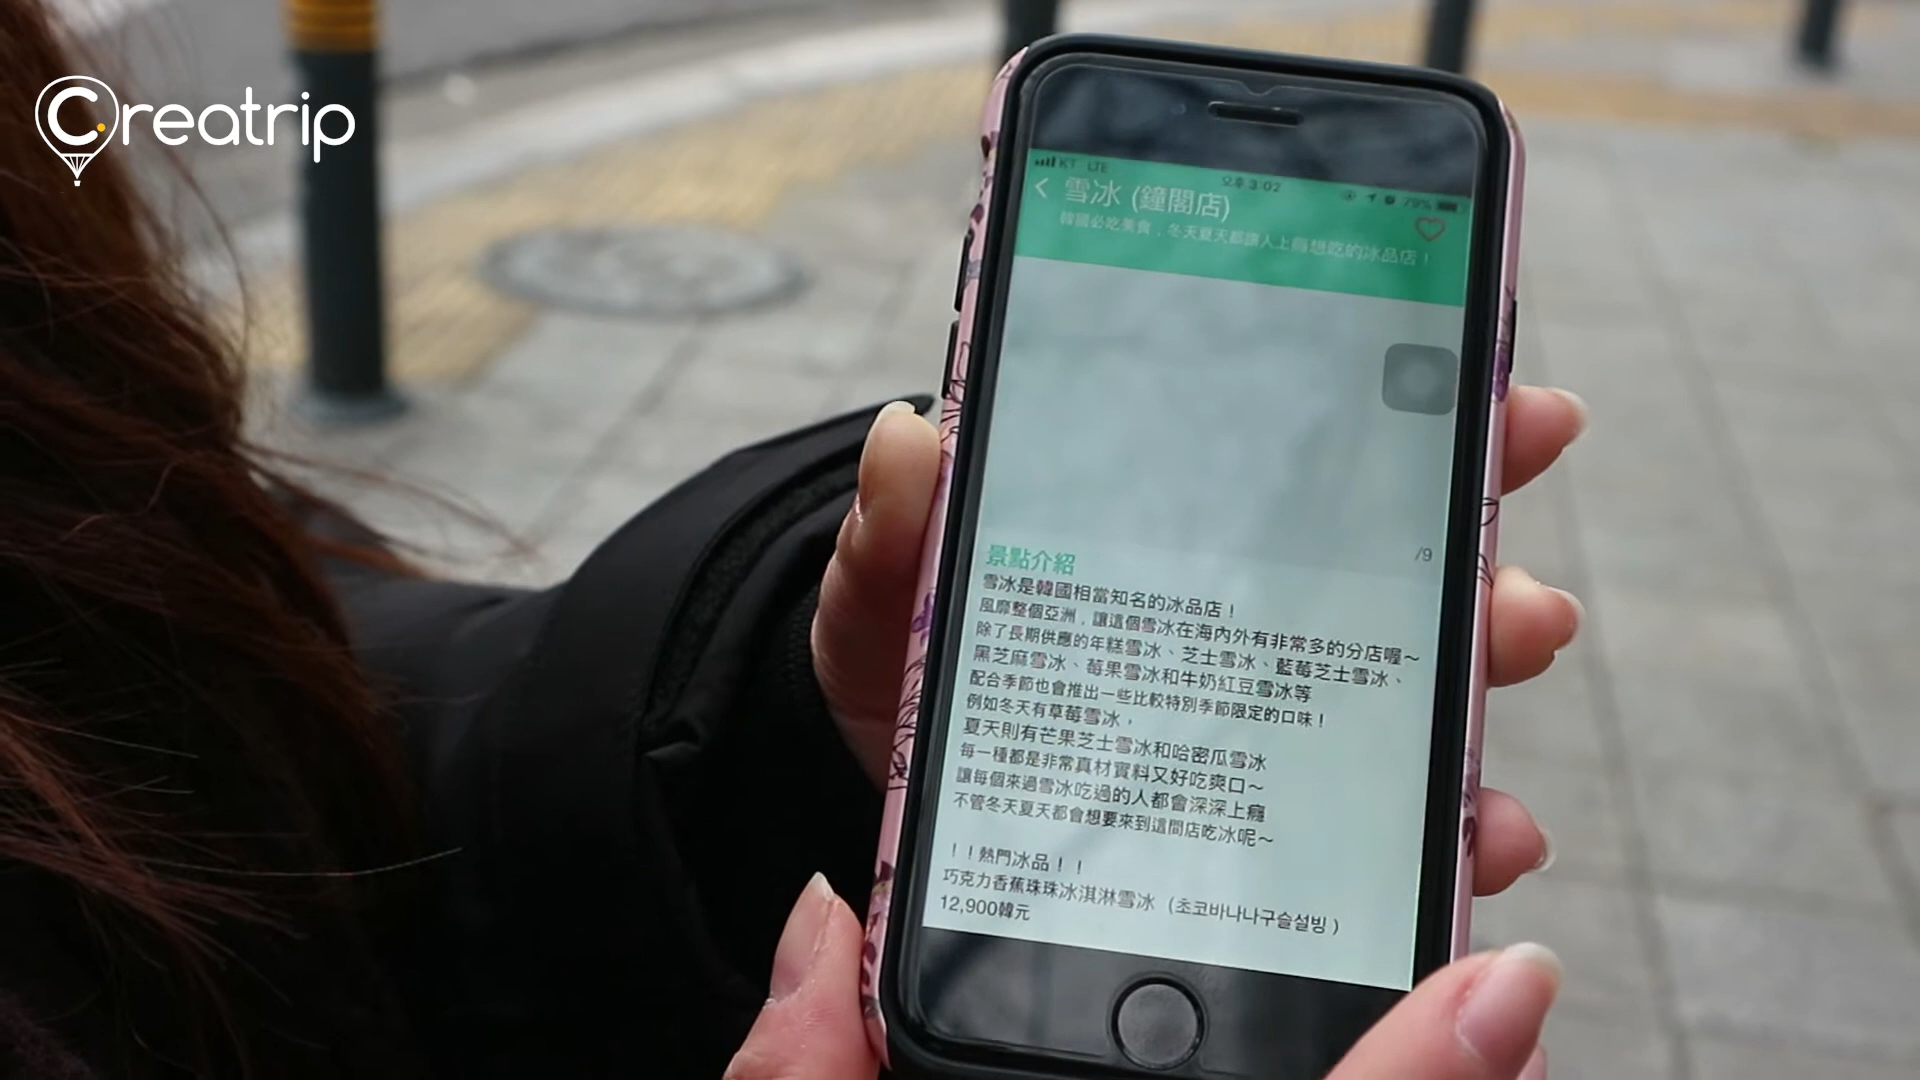 Creatrip
KT LTE
오후 3:02
79%
雪冰 (鐘閣店)
韓國必吃美食，冬天夏天都讓人上癮想吃的冰品店！
/9
景點介紹
雪冰是韓國相當知名的冰品店！
風靡整個亞洲，讓這個雪冰在海內外有非常多的分店喔～
除了長期供應的年糕雪冰、芝士雪冰、藍莓芝士雪冰、
黑芝麻雪冰、莓果雪冰和牛奶紅豆雪冰等
配合季節也會推出一些比較特別季節限定的口味！
例如冬天有草莓雪冰，
夏天則有芒果芝士雪冰和哈密瓜雪冰
每一種都是非常真材實料又好吃爽口～
讓每個來過雪冰吃過的人都會深深上癮
不管冬天夏天都會想要來到這間店吃冰呢～
！！熱門冰品！！
巧克力香蕉珠珠冰淇淋雪冰（초코바나나구슬설빙）
12,900韓元